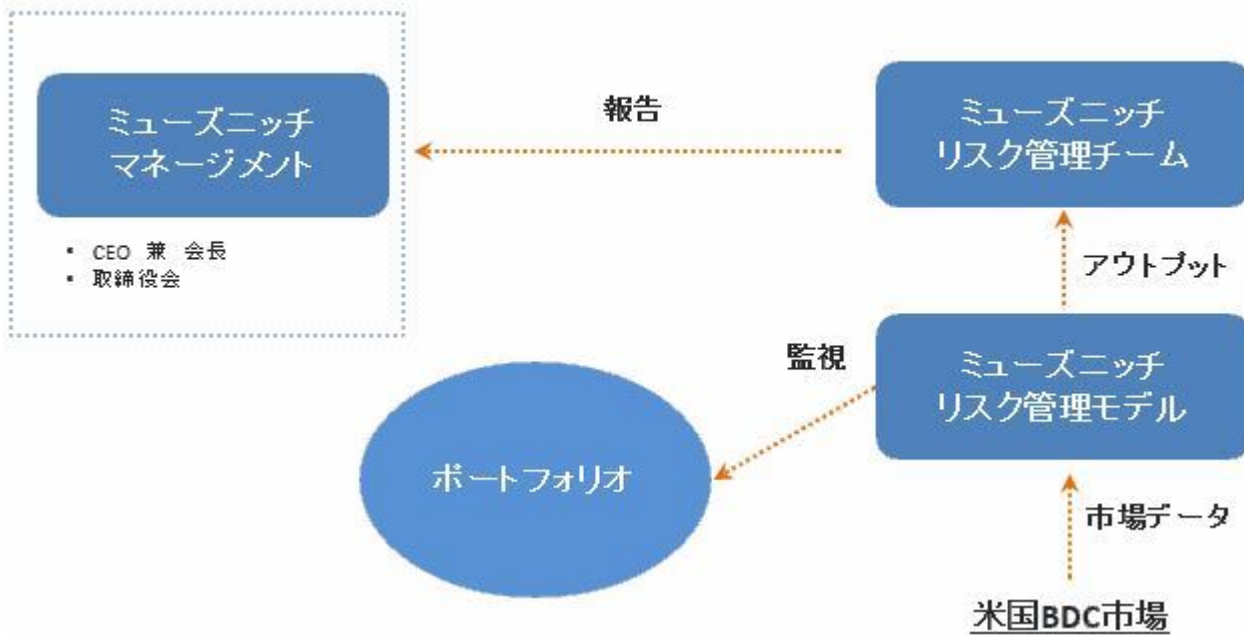 ミューズニッチ
マネージメント
• CEO 兼 会長
• 取締役会
報告
ミューズニッチ
リスク管理チーム
アウトプット
ミューズニッチ
リスク管理モデル
監視
ポートフォリオ
市場データ
米国BDC市場